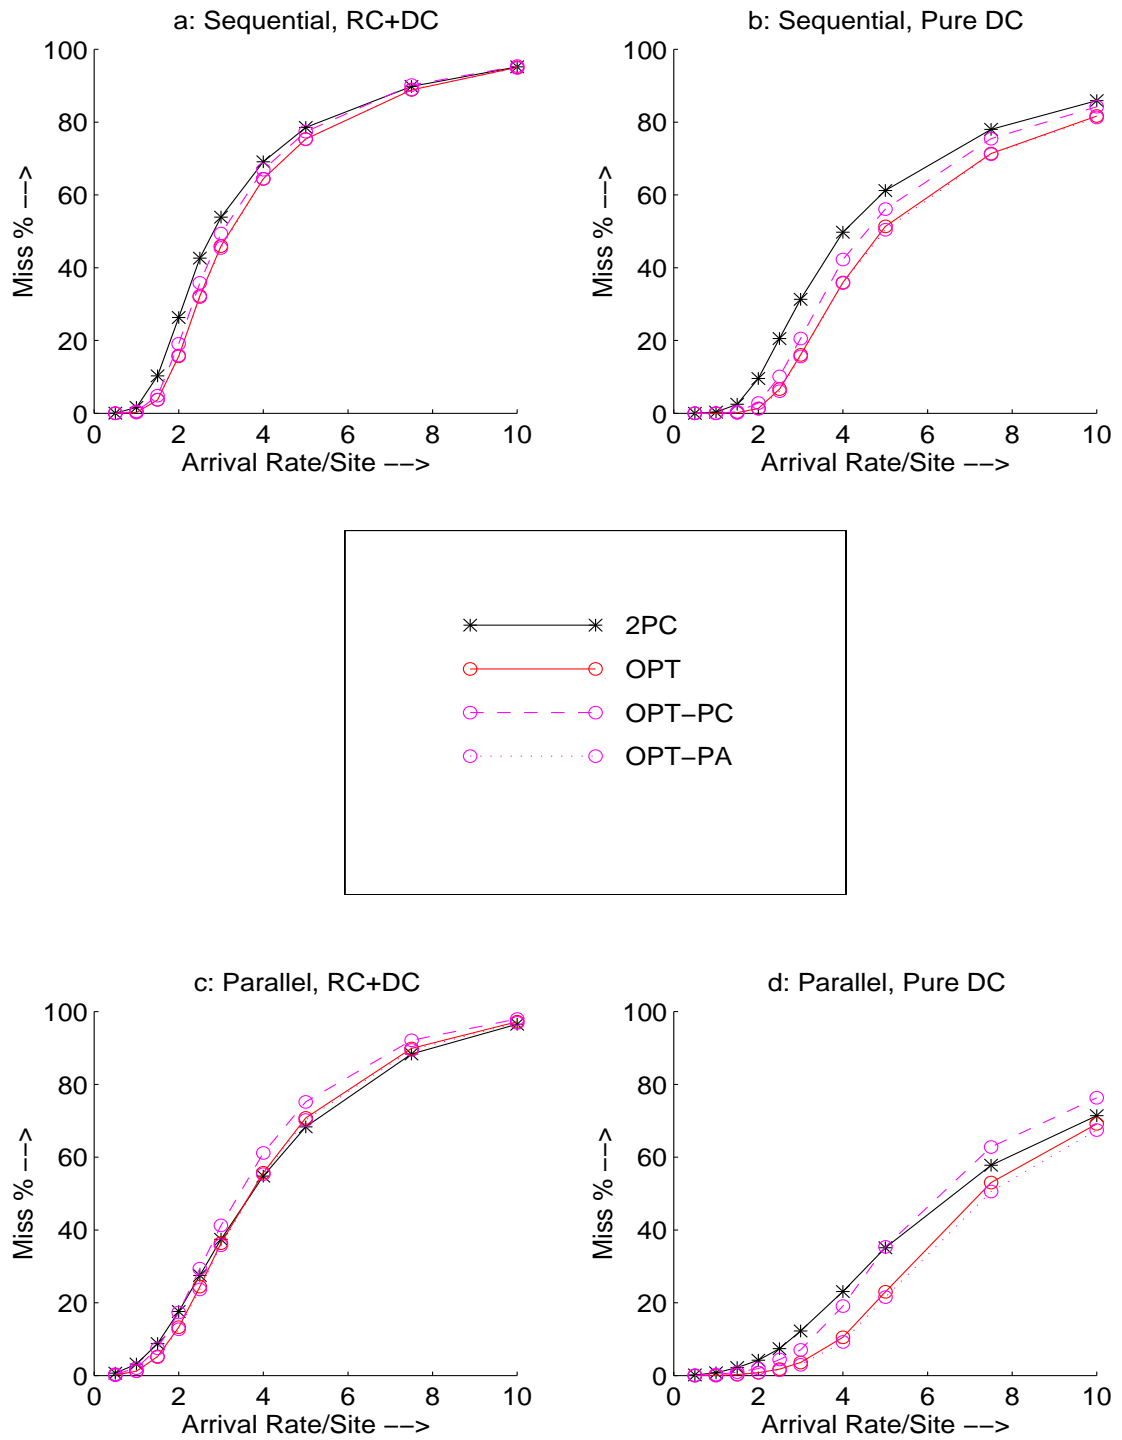 a: Sequential, RC+DC
100
80
60
40
20
0
Miss % −−>
0 2 4 6 8 10
Arrival Rate/Site −−>
b: Sequential, Pure DC
100
80
60
40
20
0
Miss % −−>
0 2 4 6 8 10
Arrival Rate/Site −−>
2PC
OPT
OPT−PC
OPT−PA
c: Parallel, RC+DC
100
80
60
40
20
0
Miss % −−>
0 2 4 6 8 10
Arrival Rate/Site −−>
d: Parallel, Pure DC
100
80
60
40
20
0
Miss % −−>
0 2 4 6 8 10
Arrival Rate/Site −−>